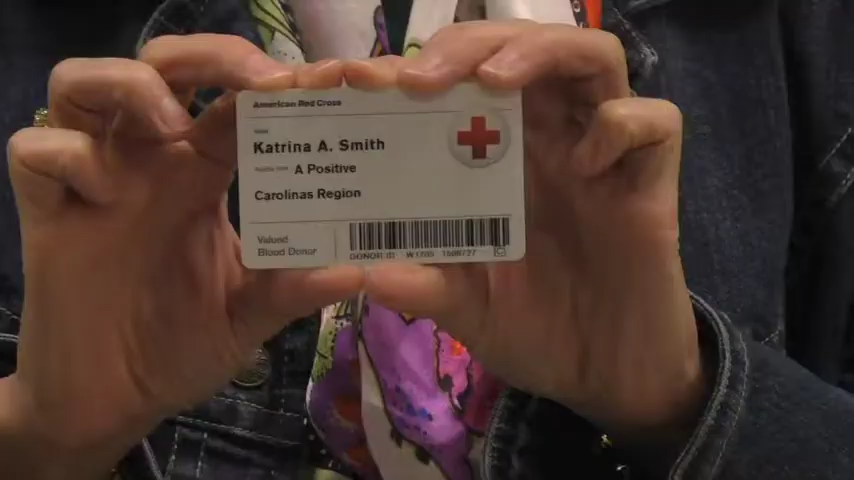 American Red Cross
Katrina A. Smith
A Positive
Carolinas Region
Valued
Blood Donor
DONOR ID